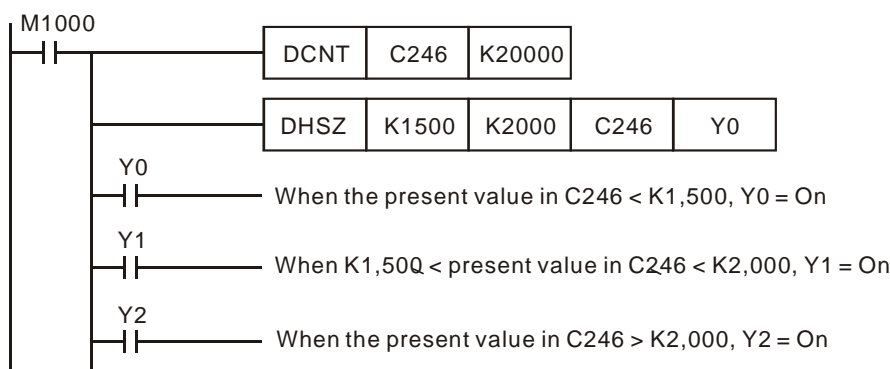 M1000
DCNT C246 K20000
DHSZ K1500 K2000 C246 Y0
Y0
When the present value in C246 < K1,500, Y0 = On
Y1
When K1,500 < present value in C246 < K2,000, Y1 = On
Y2
When the present value in C246 > K2,000, Y2 = On